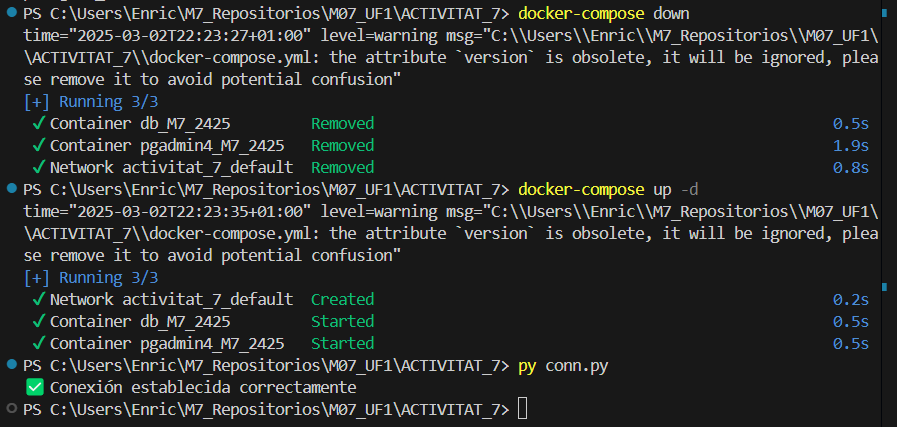 PS C:\Users\Enric\M7_Repositorios\M07_UF1\ACTIVITAT_7> docker-compose down
time="2025-03-02T22:23:27+01:00" level=warning msg="C:\\Users\\Enric\\M7_Repositorios\\M07_UF1\
\ACTIVITAT_7\\docker-compose.yml: the attribute `version` is obsolete, it will be ignored, plea
se remove it to avoid potential confusion"
[+] Running 3/3
✔ Container db_M7_2425 Removed 0.5s
✔ Container pgadmin4_M7_2425 Removed 1.9s
✔ Network activitat_7_default Removed 0.8s
PS C:\Users\Enric\M7_Repositorios\M07_UF1\ACTIVITAT_7> docker-compose up -d
time="2025-03-02T22:23:35+01:00" level=warning msg="C:\\Users\\Enric\\M7_Repositorios\\M07_UF1\
\ACTIVITAT_7\\docker-compose.yml: the attribute `version` is obsolete, it will be ignored, plea
se remove it to avoid potential confusion"
[+] Running 3/3
✔ Network activitat_7_default Created 0.2s
✔ Container db_M7_2425 Started 0.5s
✔ Container pgadmin4_M7_2425 Started 0.5s
PS C:\Users\Enric\M7_Repositorios\M07_UF1\ACTIVITAT_7> py conn.py
✅ Conexión establecida correctamente
PS C:\Users\Enric\M7_Repositorios\M07_UF1\ACTIVITAT_7>